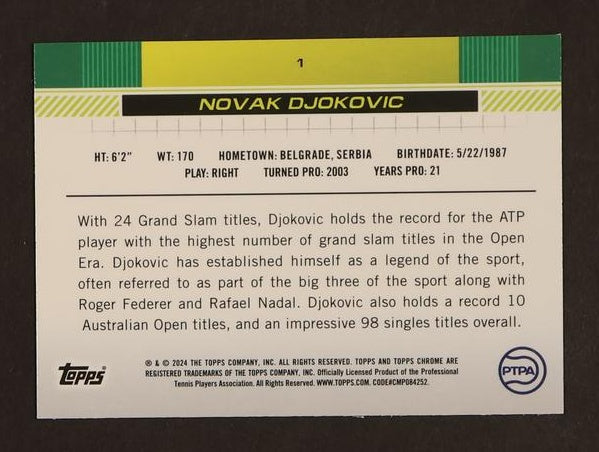 1
NOVAK DJOKOVIC
HT: 6'2" WT: 170 HOMETOWN: BELGRADE, SERBIA BIRTHDATE: 5/22/1987
PLAY: RIGHT TURNED PRO: 2003 YEARS PRO: 21
With 24 Grand Slam titles, Djokovic holds the record for the ATP
player with the highest number of grand slam titles in the Open
Era. Djokovic has established himself as a legend of the sport,
often referred to as part of the big three of the sport along with
Roger Federer and Rafael Nadal. Djokovic also holds a record 10
Australian Open titles, and an impressive 98 singles titles overall.
® & © 2024 THE TOPPS COMPANY, INC. ALL RIGHTS RESERVED. TOPPS AND TOPPS CHROME ARE
REGISTERED TRADEMARKS OF THE TOPPS COMPANY, INC. Officially Licensed Product of the Professional
Tennis Players Association. All Rights Reserved. WWW.TOPPS.COM. CODE#CMP084252.
topps
PTPA